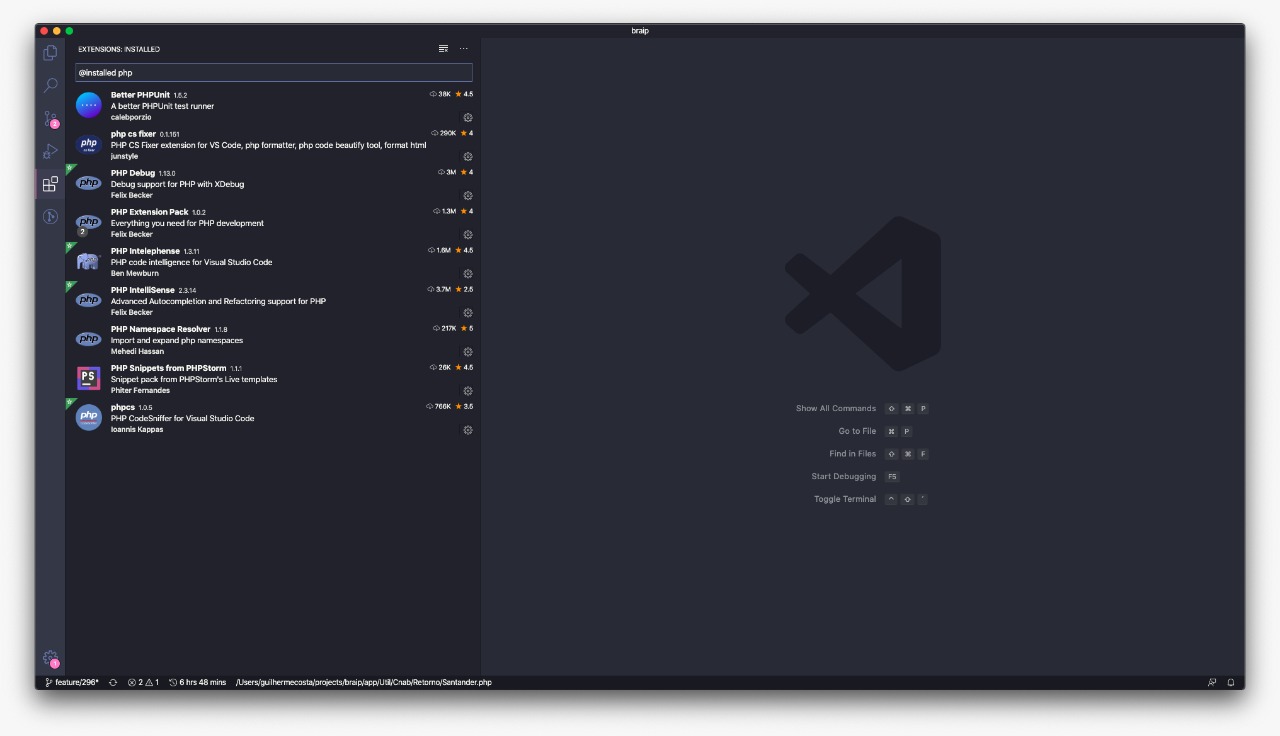 braip
EXTENSIONS: INSTALLED
@installed php
Better PHPUnit 1.5.2 38K 4.5
A better PHPUnit test runner
calebporzio
php cs fixer 0.1.151 290K 4
PHP CS Fixer extension for VS Code, php formatter, php code beautify tool, format html
junstyle
PHP Debug 1.13.0 3M 4
Debug support for PHP with XDebug
Felix Becker
PHP Extension Pack 1.0.2 1.3M 4
Everything you need for PHP development
Felix Becker
PHP Intelephense 1.3.11 1.6M 4.5
PHP code intelligence for Visual Studio Code
Ben Mewburn
PHP IntelliSense 2.3.14 3.7M 2.5
Advanced Autocompletion and Refactoring support for PHP
Felix Becker
PHP Namespace Resolver 1.1.8 217K 5
Import and expand php namespaces
Mehedi Hassan
PHP Snippets from PHPStorm 1.1.1 26K 4.5
Snippet pack from PHPStorm's Live templates
Phiter Fernandes
phpcs 1.0.5 766K 3.5
PHP CodeSniffer for Visual Studio Code
Ioannis Kappas
php
php
php
2
php
php
PS
php
Show All Commands ⇧ ⌘ P
Go to File ⌘ P
Find in Files ⇧ ⌘ F
Start Debugging F5
Toggle Terminal ^ ⇧ '
feature/296* 2 1 6 hrs 48 mins /Users/guilhermecosta/projects/braip/app/Util/Cnab/Retorno/Santander.php